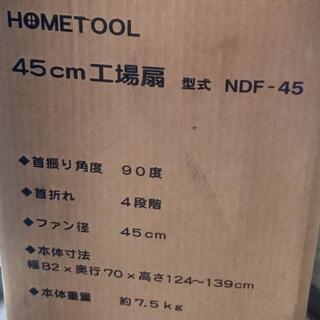 HOMETOOL
45cm工場扇 型式 NDF-45
◆首振り角度 90度
◆首折れ 4段階
◆ファン径 45cm
◆本体寸法
幅82×奥行70×高さ124～139cm
◆本体重量 約7.5kg